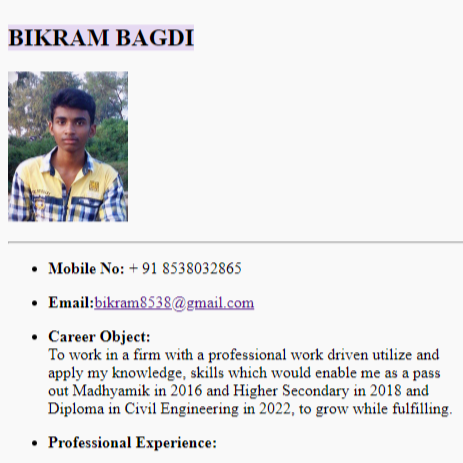 BIKRAM BAGDI
Mobile No: + 91 8538032865
Email:bikram8538@gmail.com
Career Object:
To work in a firm with a professional work driven utilize and
apply my knowledge, skills which would enable me as a pass
out Madhyamik in 2016 and Higher Secondary in 2018 and
Diploma in Civil Engineering in 2022, to grow while fulfilling.
Professional Experience: